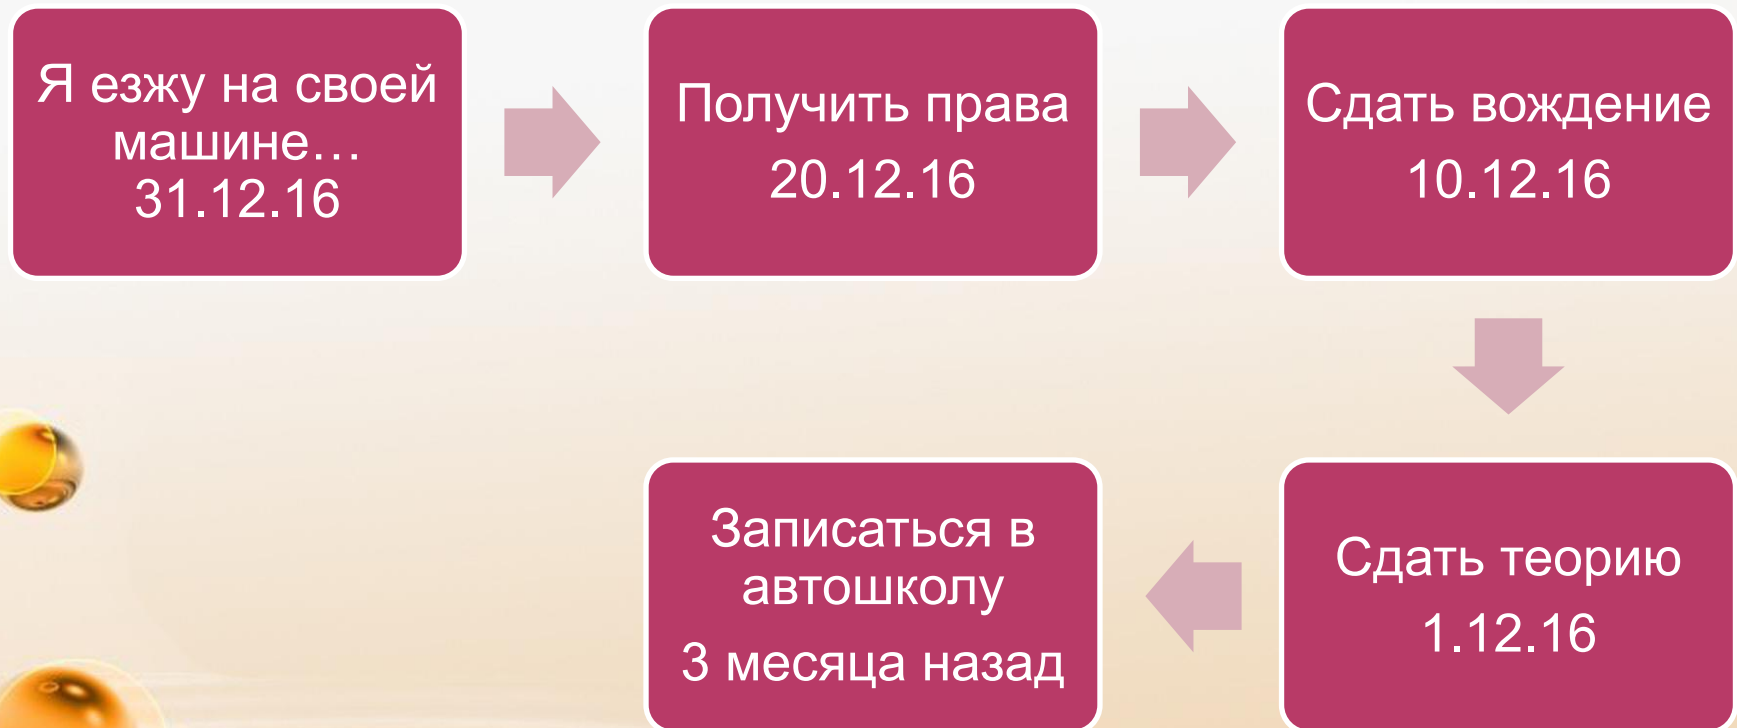 Я езжу на своей
машине...
31.12.16
Получить права
20.12.16
Сдать вождение
10.12.16
Сдать теорию
1.12.16
Записаться в
автошколу
3 месяца назад